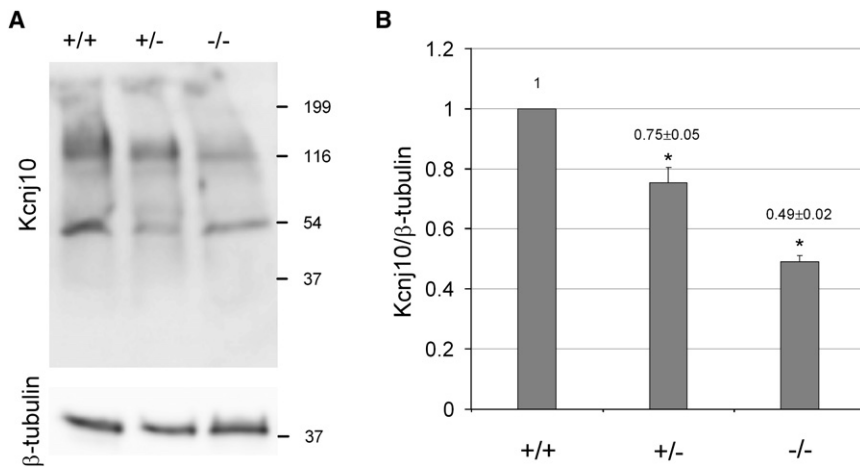 A
+/+ +/- -/-
Kcnj10
199
116
54
37
β-tubulin
37
B
Kcnj10/β-tubulin
1.2
1
0.8
0.6
0.4
0.2
0
1
0.75±0.05
*
0.49±0.02
*
+/+ +/- -/-